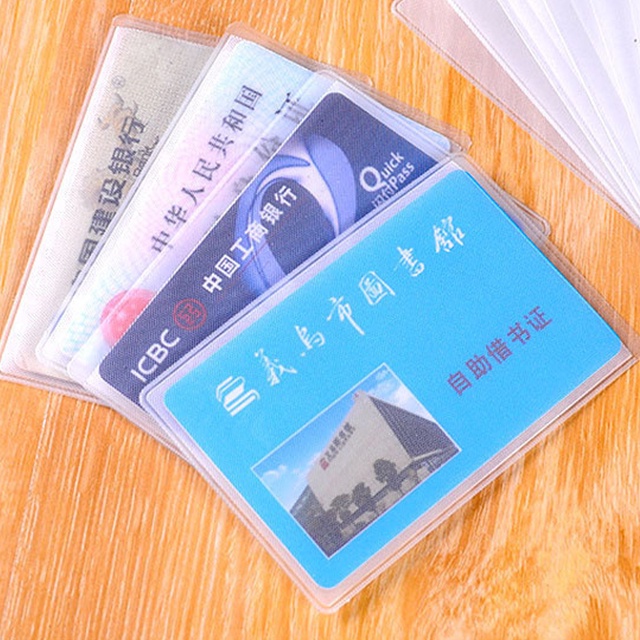 国建设银行
中华人民共和国
ICBC 中国工商银行
Quick
Pass
義烏市圖書館
自助借书证